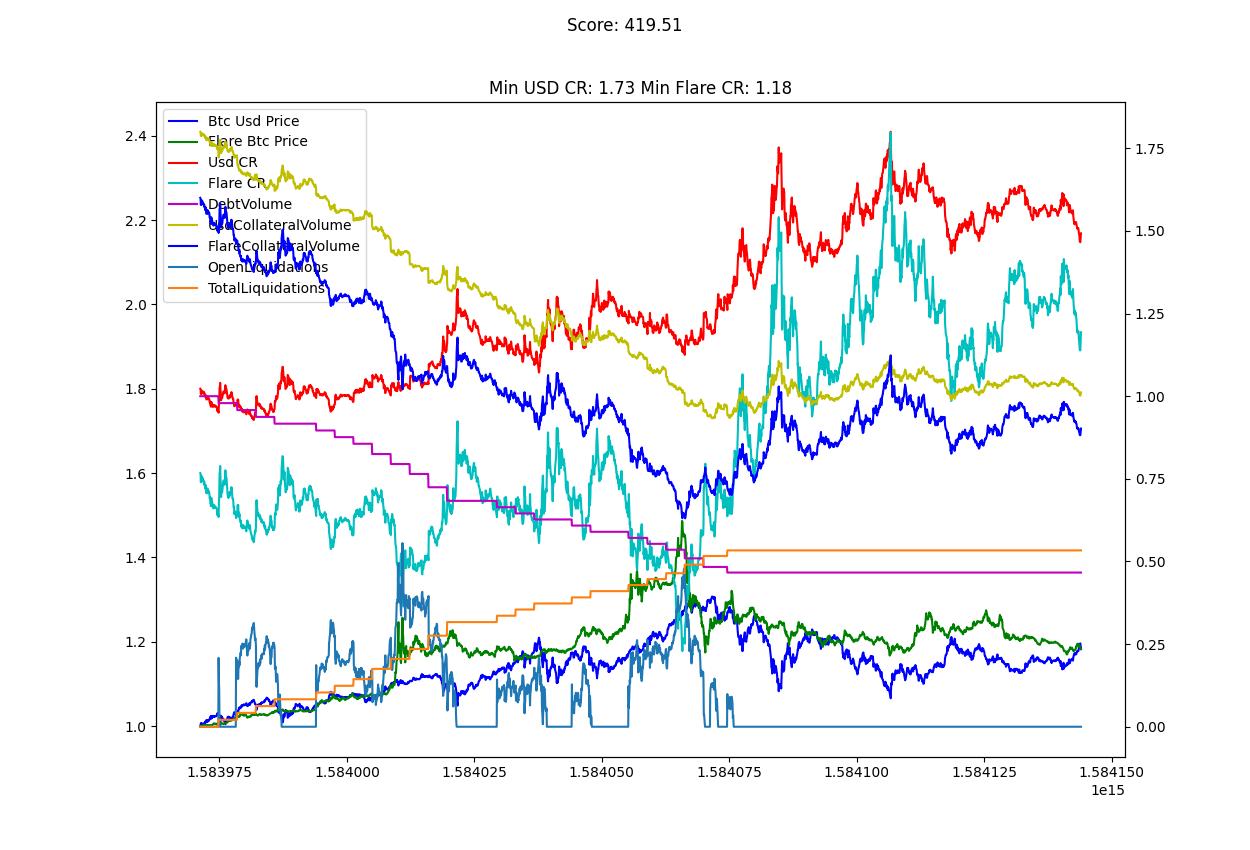 Score: 419.51
Min USD CR: 1.73 Min Flare CR: 1.18
Btc Usd Price
Flare Btc Price
Usd CR
Flare CR
DebtVolume
UsdCollateralVolume
FlareCollateralVolume
OpenLiquidations
TotalLiquidations
2.4
2.2
2.0
1.8
1.6
1.4
1.2
1.0
1.75
1.50
1.25
1.00
0.75
0.50
0.25
0.00
1.583975
1.584000
1.584025
1.584050
1.584075
1.584100
1.584125
1.584150
1e15